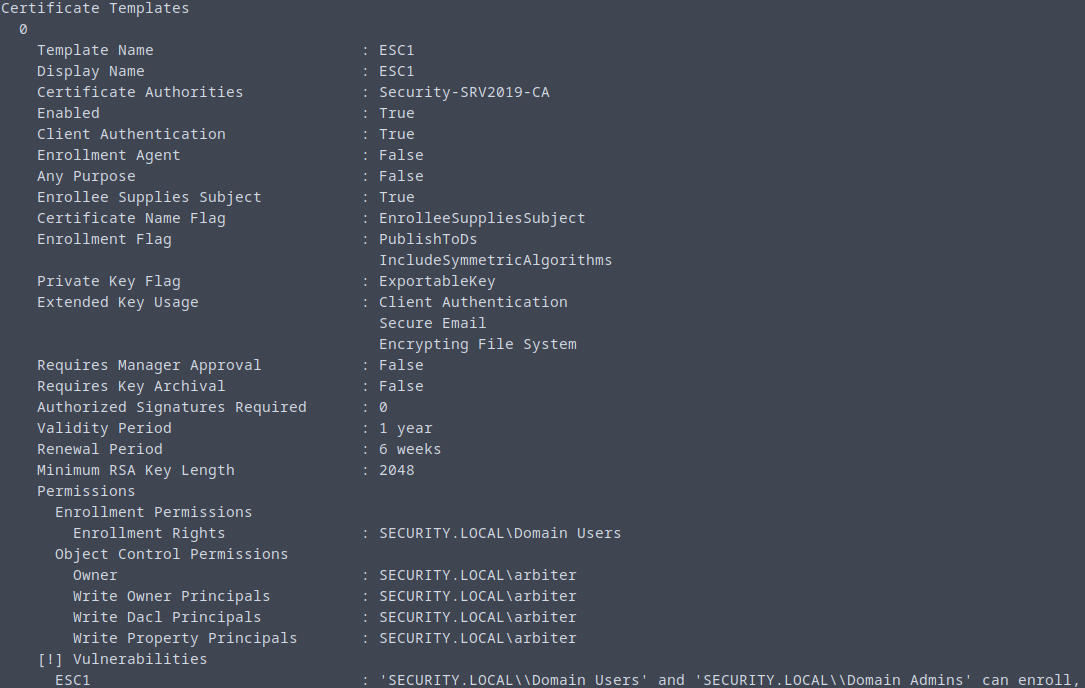 Certificate Templates
0
Template Name : ESC1
Display Name : ESC1
Certificate Authorities : Security-SRV2019-CA
Enabled : True
Client Authentication : True
Enrollment Agent : False
Any Purpose : False
Enrollee Supplies Subject : True
Certificate Name Flag : EnrolleeSuppliesSubject
Enrollment Flag : PublishToDs
IncludeSymmetricAlgorithms
Private Key Flag : ExportableKey
Extended Key Usage : Client Authentication
Secure Email
Encrypting File System
Requires Manager Approval : False
Requires Key Archival : False
Authorized Signatures Required : 0
Validity Period : 1 year
Renewal Period : 6 weeks
Minimum RSA Key Length : 2048
Permissions
Enrollment Permissions
Enrollment Rights : SECURITY.LOCAL\Domain Users
Object Control Permissions
Owner : SECURITY.LOCAL\arbiter
Write Owner Principals : SECURITY.LOCAL\arbiter
Write Dacl Principals : SECURITY.LOCAL\arbiter
Write Property Principals : SECURITY.LOCAL\arbiter
[!] Vulnerabilities
ESC1 : 'SECURITY.LOCAL\\Domain Users' and 'SECURITY.LOCAL\\Domain Admins' can enroll,